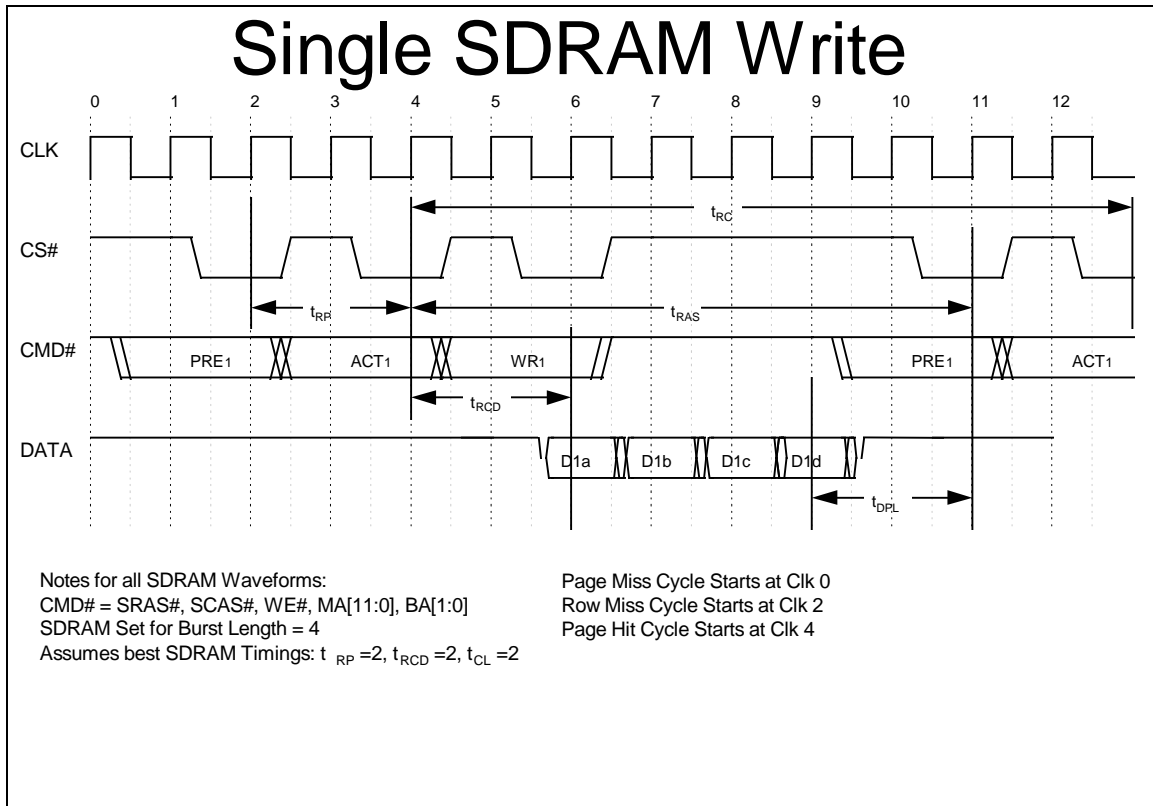 Single SDRAM Write
0 1 2 3 4 5 6 7 8 9 10 11 12
CLK
tRC
CS#
tRP
tRAS
CMD#
PRE1 ACT1 WR1 PRE1 ACT1
tRCD
DATA
D1a D1b D1c D1d
tDPL
Notes for all SDRAM Waveforms:
CMD# = SRAS#, SCAS#, WE#, MA[11:0], BA[1:0]
SDRAM Set for Burst Length = 4
Assumes best SDRAM Timings: t RP =2, tRCD =2, tCL =2
Page Miss Cycle Starts at Clk 0
Row Miss Cycle Starts at Clk 2
Page Hit Cycle Starts at Clk 4